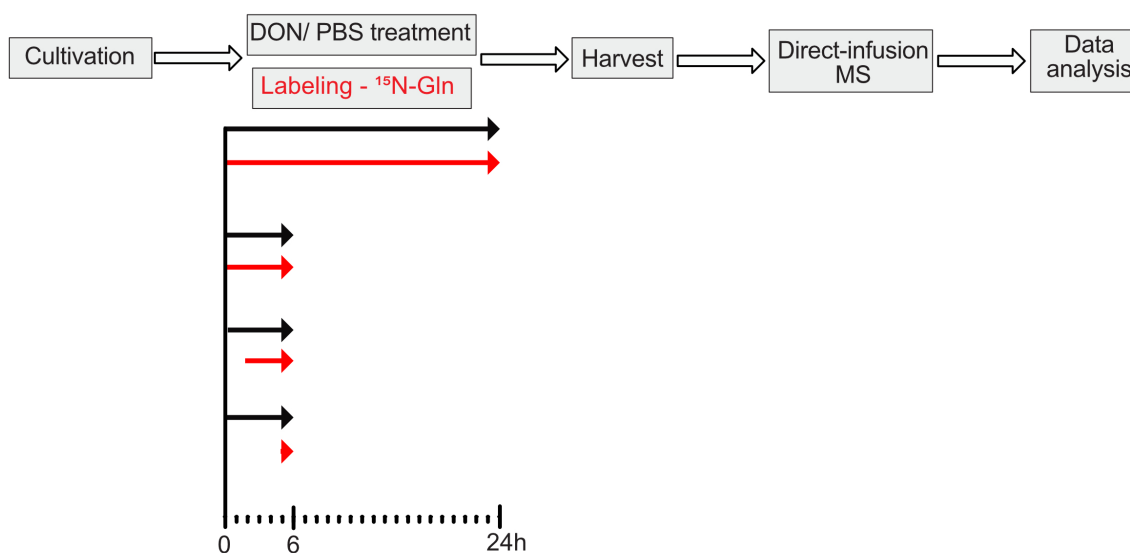 Cultivation
DON/ PBS treatment
Labeling - ¹⁵N-Gln
Harvest
Direct-infusion
MS
Data
analysis
0
6
24h